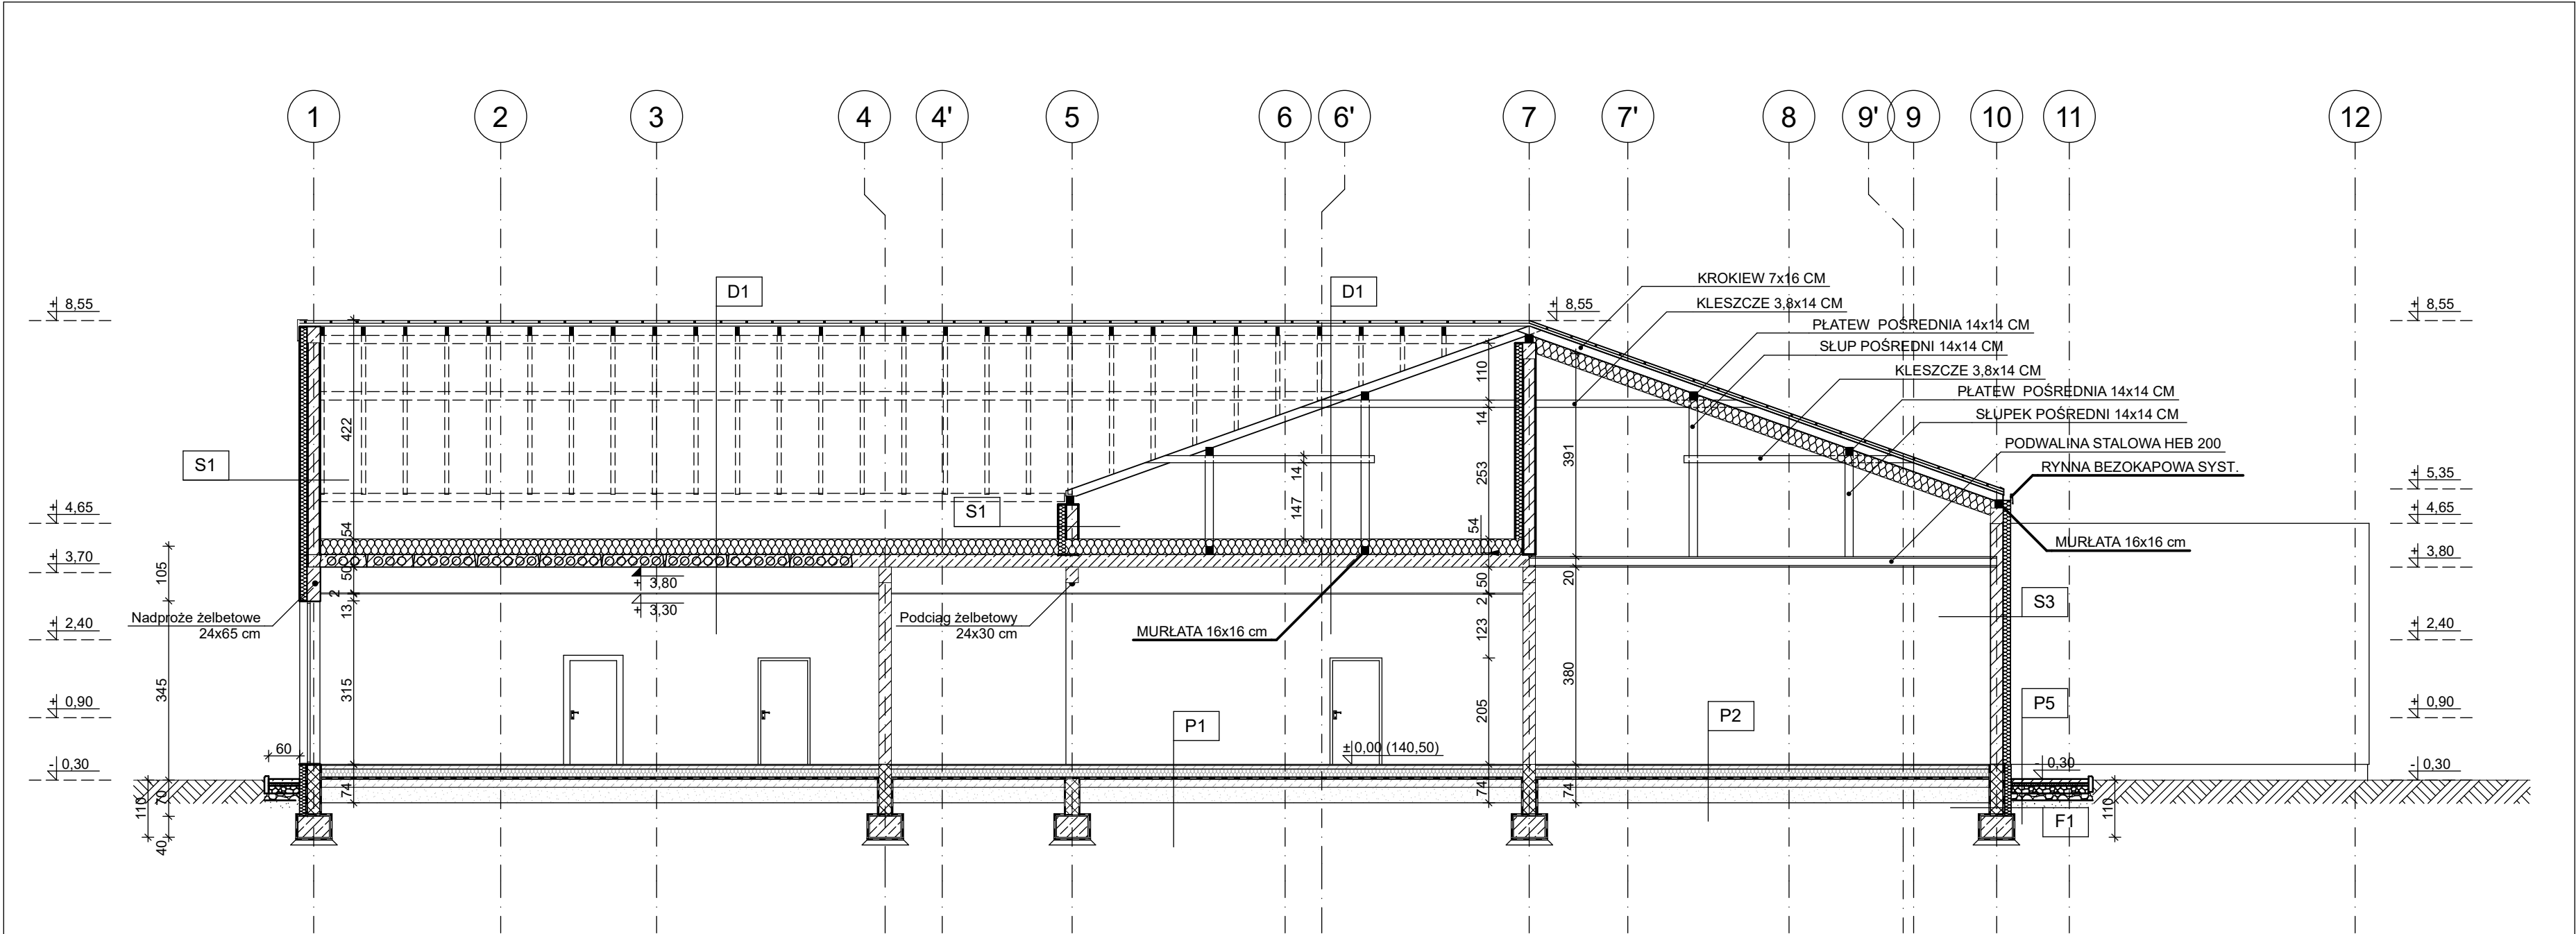 1 2 3 4 4' 5 6 6' 7 7' 8 9' 9 10 11 12
D1
D1
KROKIEW 7x16 CM
+ 8,55
+ 8,55
KLESZCZE 3,8x14 CM
+ 8,55
PŁATEW POŚREDNIA 14x14 CM
SŁUP POŚREDNI 14x14 CM
110
KLESZCZE 3,8x14 CM
PŁATEW POŚREDNIA 14x14 CM
14
SŁUPEK POŚREDNI 14x14 CM
422
PODWALINA STALOWA HEB 200
391
S1
RYNNA BEZOKAPOWA SYST.
14
253
+ 5,35
147
S1
+ 4,65
+ 4,65
54
54
MURŁATA 16x16 cm
+ 3,70
+ 3,80
105
50
+ 3,80
50
20
2
13
+ 3,30
2
S3
Nadproże żelbetowe
24x65 cm
Podciąg żelbetowy
24x30 cm
+ 2,40
MURŁATA 16x16 cm
123
+ 2,40
345
315
380
+ 0,90
P1
205
P2
P5
+ 0,90
60
±0,00 (140,50)
- 0,30
- 0,30
- 0,30
110
70
74
74
74
110
F1
40